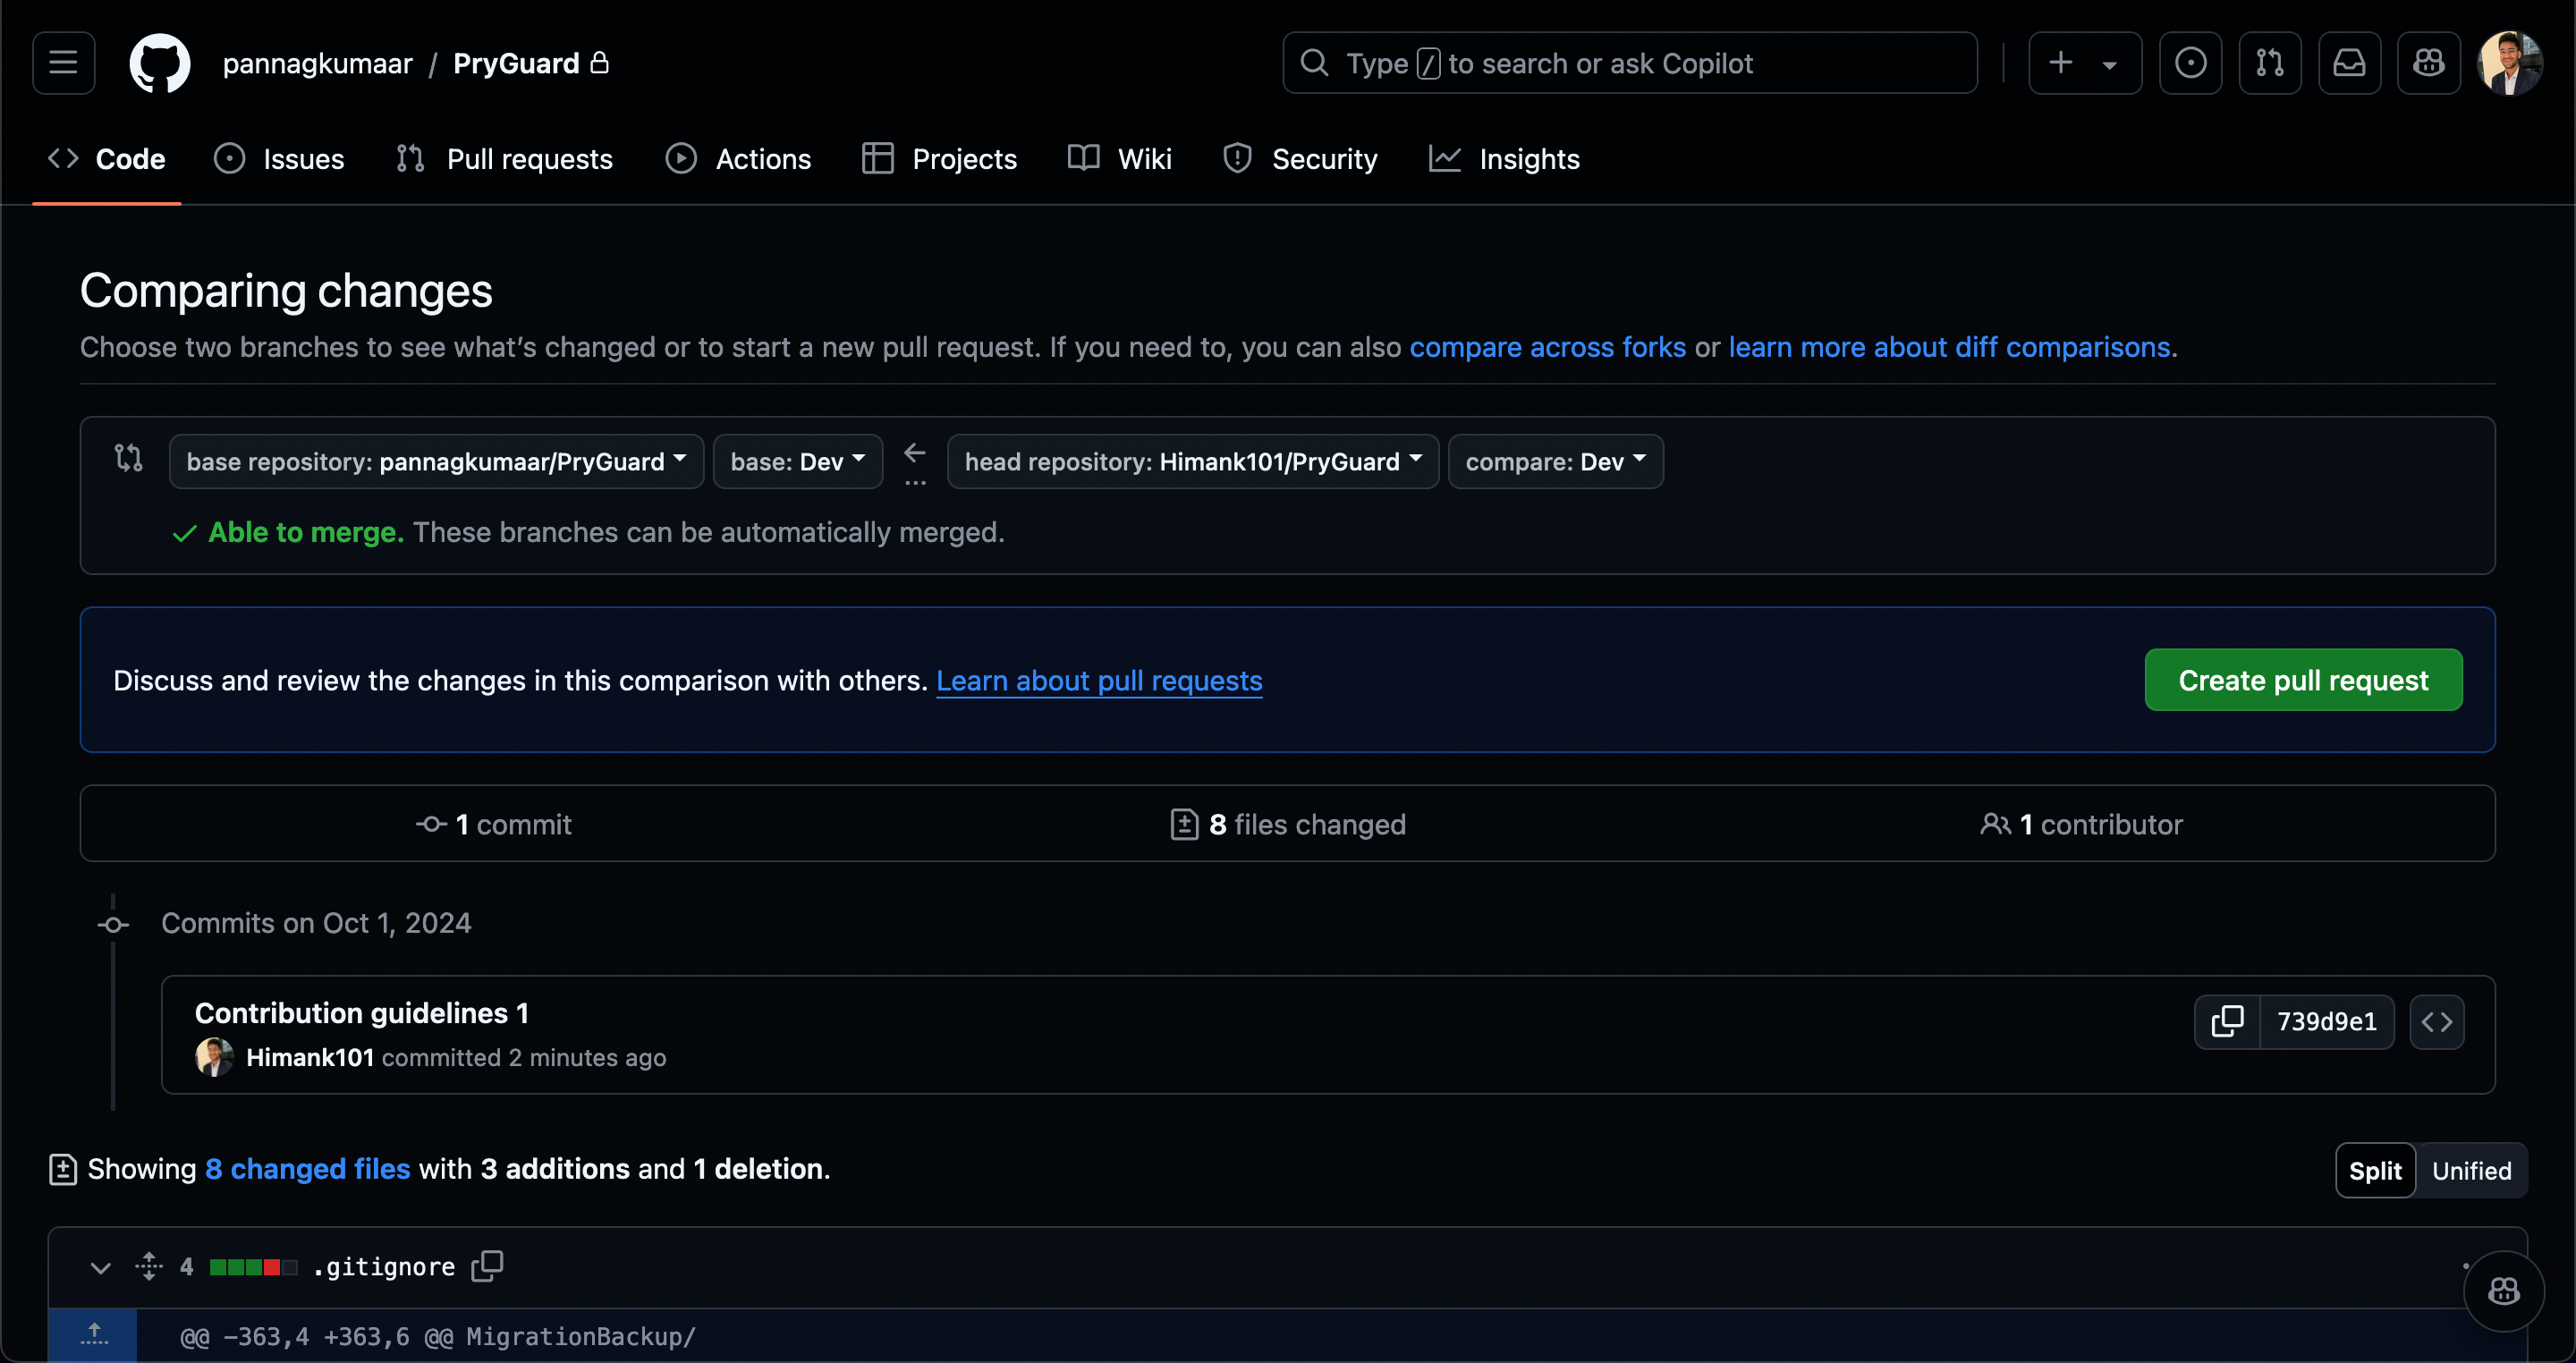 pannagkumaar / PryGuard
Type / to search or ask Copilot
Code
Issues
Pull requests
Actions
Projects
Wiki
Security
Insights
Comparing changes
Choose two branches to see what’s changed or to start a new pull request. If you need to, you can also compare across forks or learn more about diff comparisons.
base repository: pannagkumaar/PryGuard
base: Dev
...
head repository: Himank101/PryGuard
compare: Dev
Able to merge. These branches can be automatically merged.
Discuss and review the changes in this comparison with others. Learn about pull requests
Create pull request
1 commit
8 files changed
1 contributor
Commits on Oct 1, 2024
Contribution guidelines 1
739d9e1
Himank101 committed 2 minutes ago
Showing 8 changed files with 3 additions and 1 deletion.
Split
Unified
4
.gitignore
@@ -363,4 +363,6 @@ MigrationBackup/